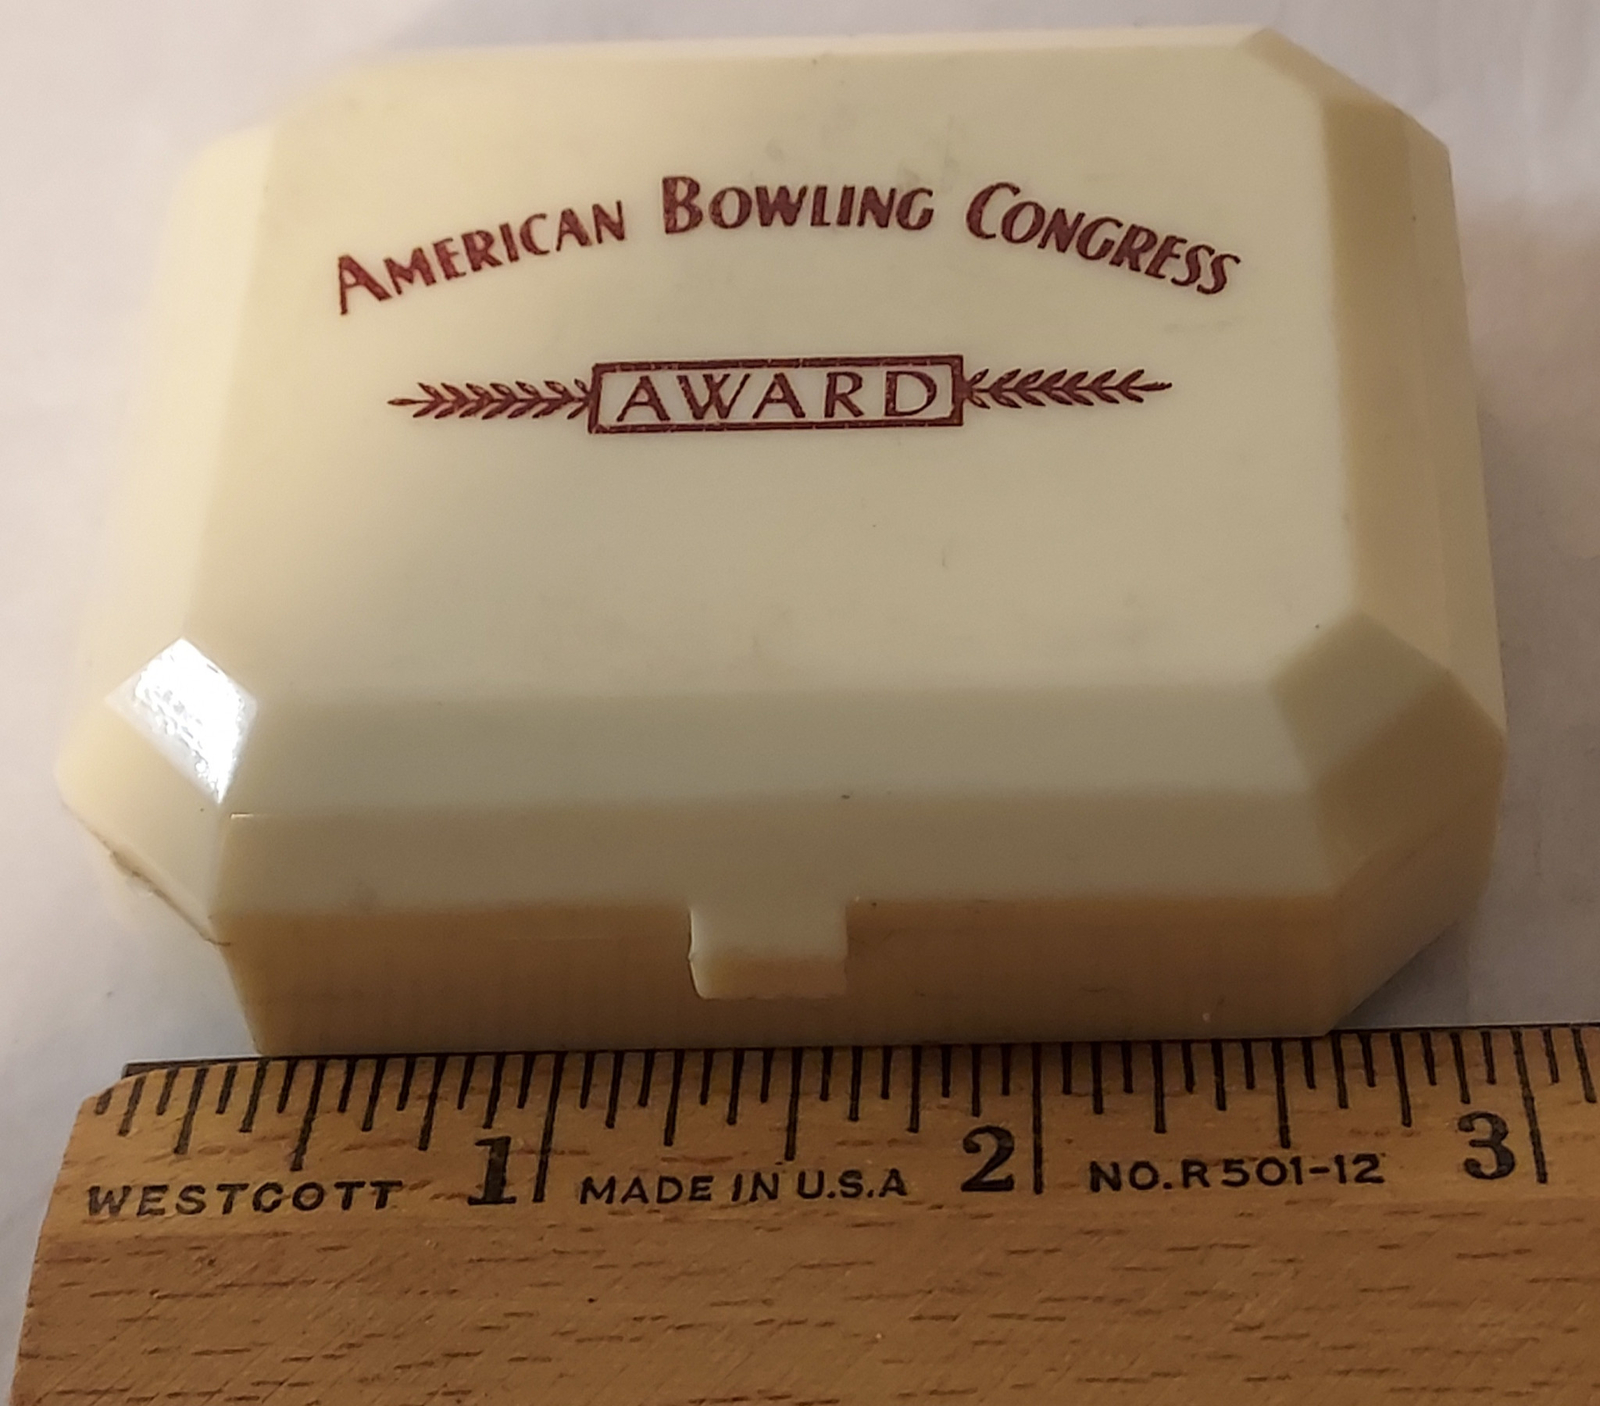 AMERICAN BOWLING CONGRESS
AWARD
1 2 3
WESTCOTT MADE IN U.S.A NO. R501-12